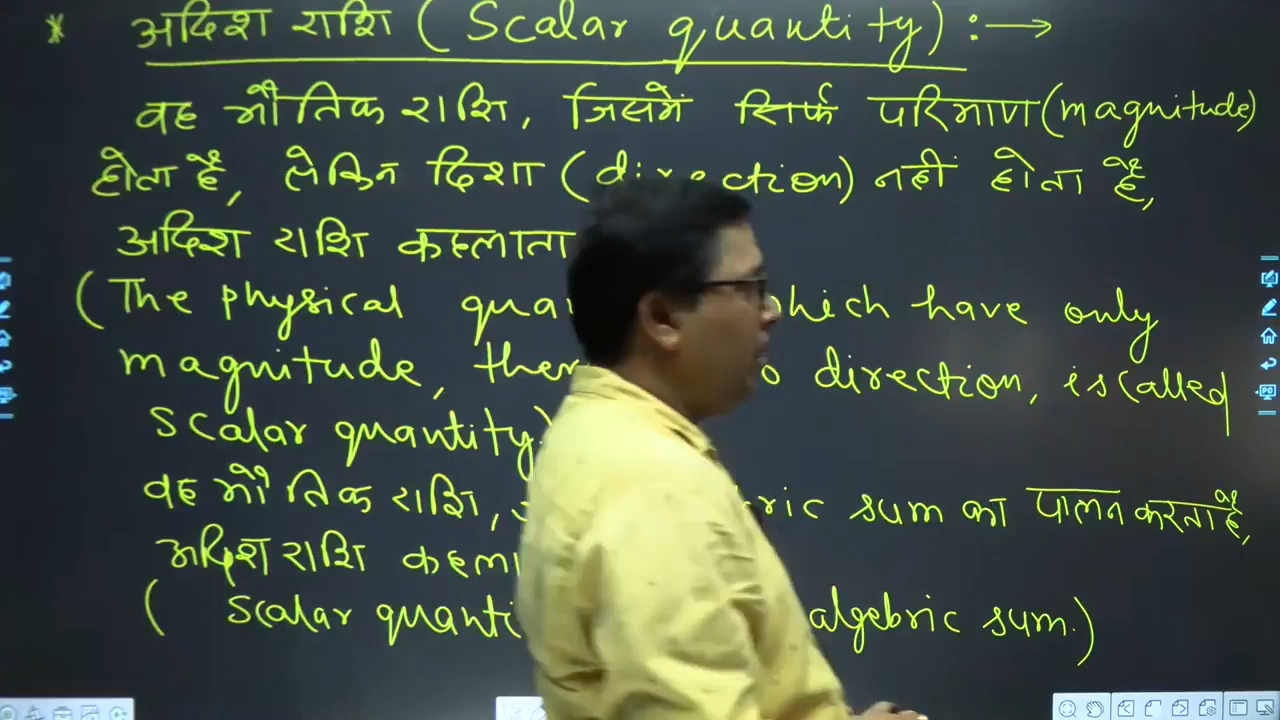 * अदिश राशि ( Scalar quantity ) : →
वह भौतिक राशि, जिसमें सिर्फ परिमाण (magnitude)
होता है, लेकिन दिशा ( direction) नहीं होता है,
अदिश राशि कहलाता
( The physical which have only
magnitude, direction, is called
scalar quantity)
वह भौतिक राशि, sum का पालन करता है,
अदिश राशि
( scalar algebric sum.)